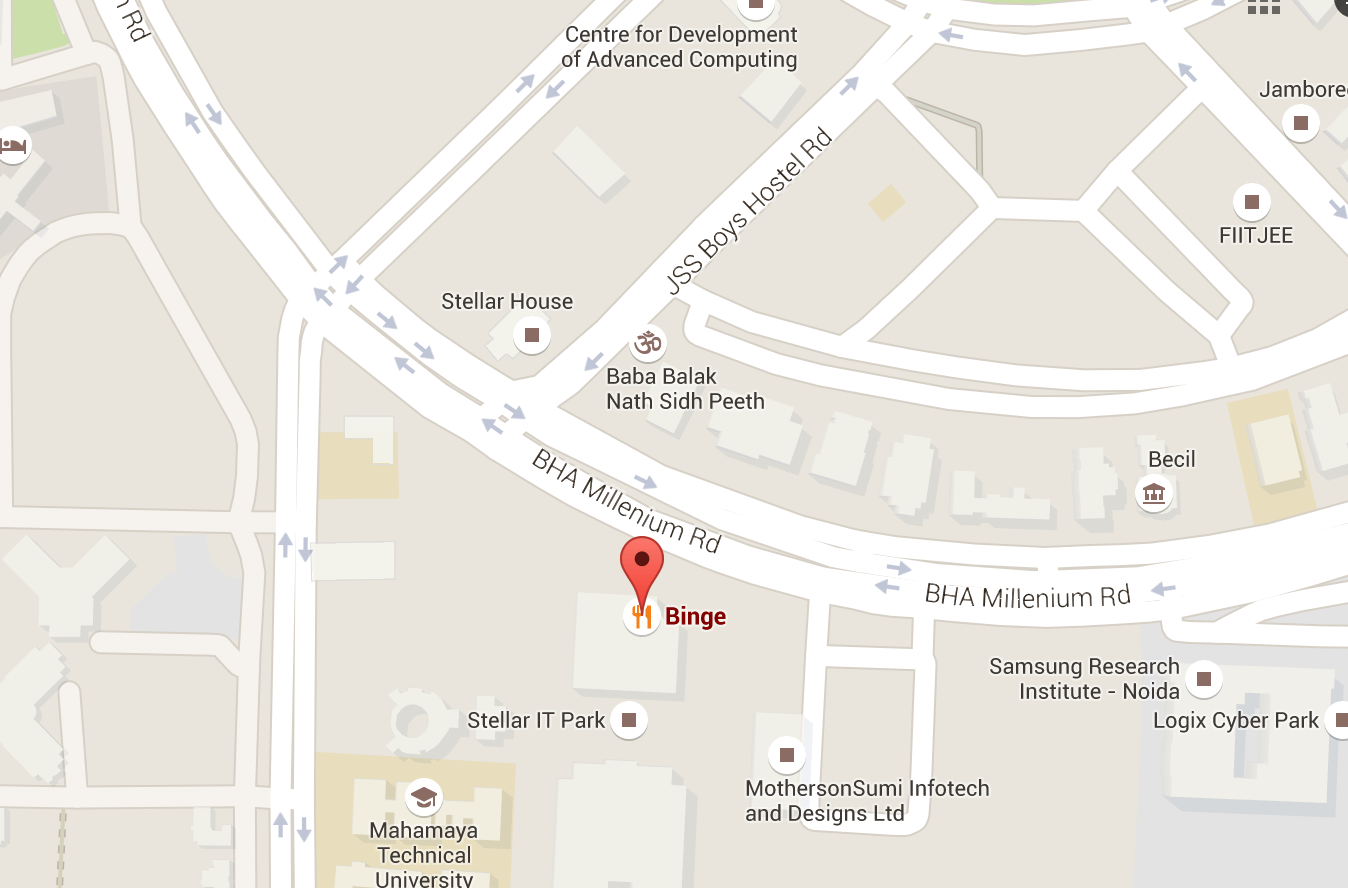 Rd
Centre for Development
of Advanced Computing
Jamboree
JSS Boys Hostel Rd
FIITJEE
Stellar House
Baba Balak
Nath Sidh Peeth
Becil
BHA Millenium Rd
BHA Millenium Rd
Binge
Samsung Research
Institute - Noida
Stellar IT Park
Logix Cyber Park
MothersonSumi Infotech
and Designs Ltd
Mahamaya
Technical
University